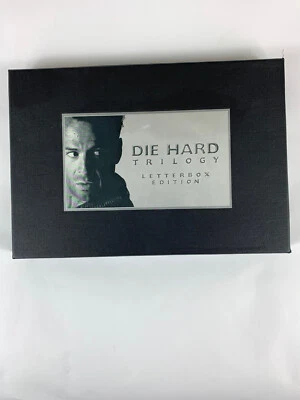 DIE HARD
TRILOGY
LETTERBOX
EDITION